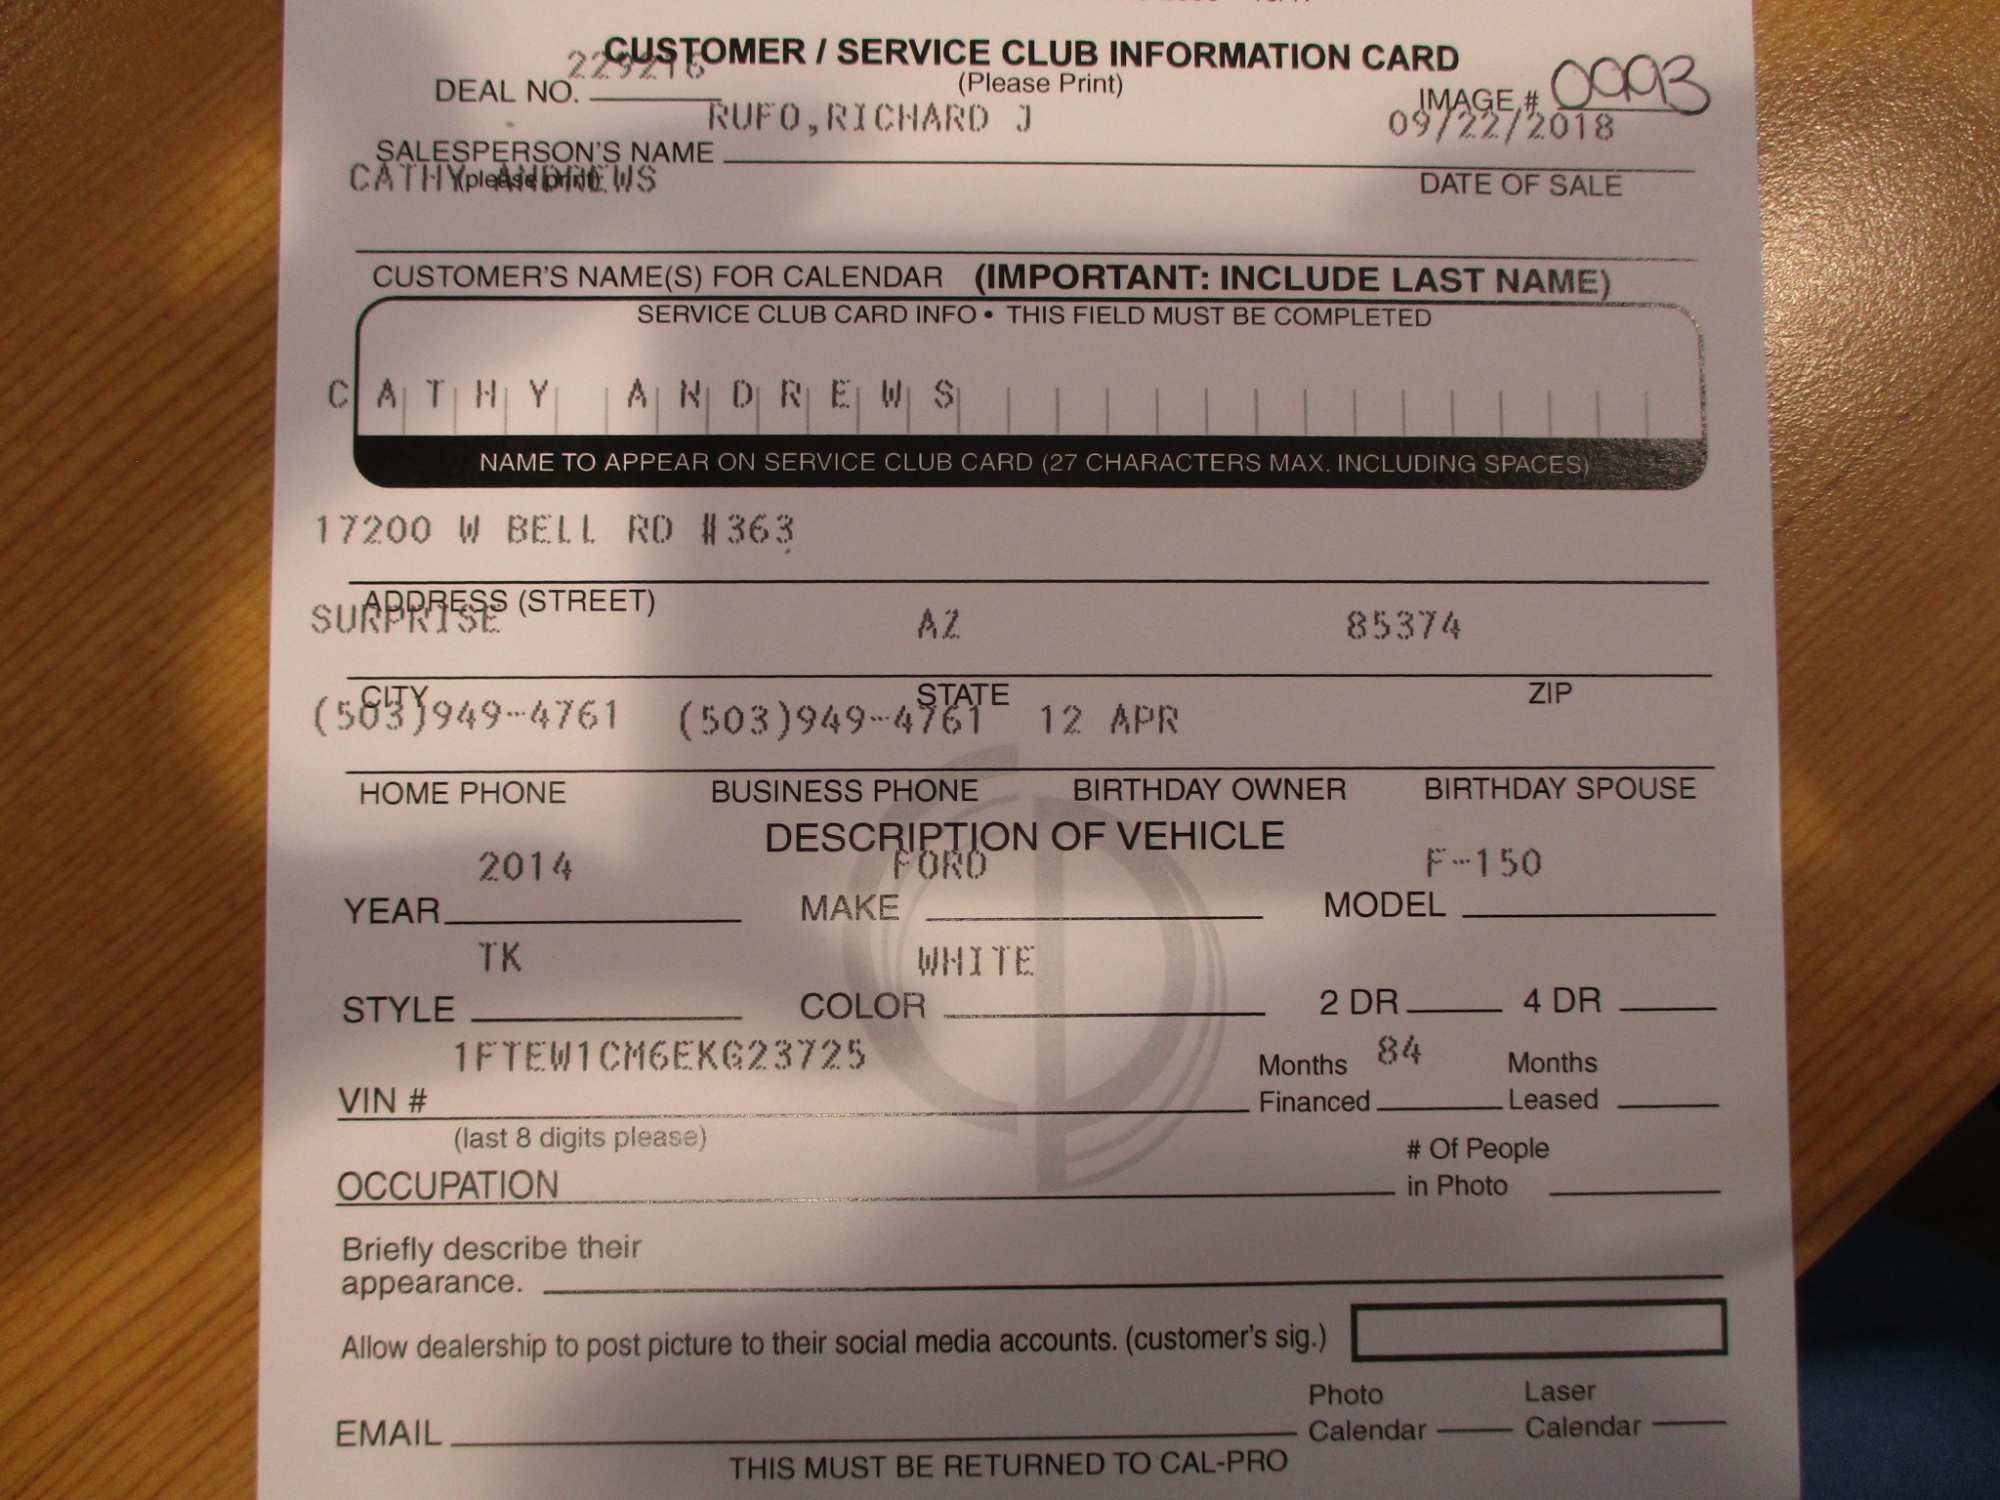 CUSTOMER / SERVICE CLUB INFORMATION CARD
(Please Print)
DEAL NO. 229216
IMAGE # 0993
RUFO,RICHARD J
09/22/2018
SALESPERSON'S NAME
(please print)
DATE OF SALE
CATHY ANDREWS
CUSTOMER'S NAME(S) FOR CALENDAR (IMPORTANT: INCLUDE LAST NAME)
SERVICE CLUB CARD INFO • THIS FIELD MUST BE COMPLETED
CATHY ANDREWS
NAME TO APPEAR ON SERVICE CLUB CARD (27 CHARACTERS MAX. INCLUDING SPACES)
17200 W BELL RD #363
ADDRESS (STREET)
SURPRISE AZ 85374
CITY STATE ZIP
(503)949-4761 (503)949-4761 12 APR
HOME PHONE BUSINESS PHONE BIRTHDAY OWNER BIRTHDAY SPOUSE
DESCRIPTION OF VEHICLE
2014 FORD F-150
YEAR MAKE MODEL
TK WHITE
STYLE COLOR 2 DR 4 DR
1FTEW1CM6EKG23725 Months 84 Months
VIN # Financed Leased
(last 8 digits please)
# Of People
OCCUPATION in Photo
Briefly describe their
appearance.
Allow dealership to post picture to their social media accounts. (customer's sig.)
Photo Laser
EMAIL Calendar Calendar
THIS MUST BE RETURNED TO CAL-PRO